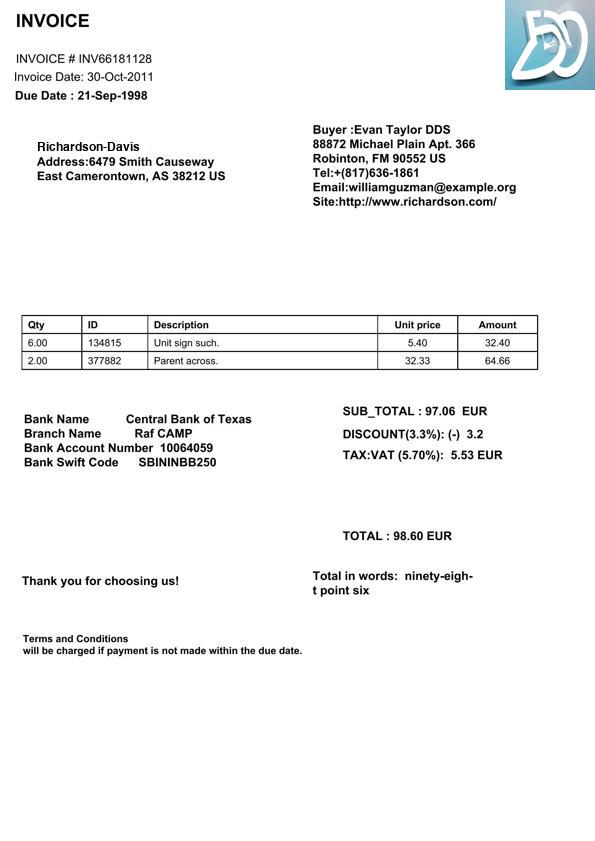 INVOICE
INVOICE # INV66181128
Invoice Date: 30-Oct-2011
Due Date : 21-Sep-1998
Richardson-Davis
Address:6479 Smith Causeway
East Camerontown, AS 38212 US
Buyer :Evan Taylor DDS
88872 Michael Plain Apt. 366
Robinton, FM 90552 US
Tel:+(817)636-1861
Email:williamguzman@example.org
Site:http://www.richardson.com/
Qty ID Description Unit price Amount
6.00 134815 Unit sign such. 5.40 32.40
2.00 377882 Parent across. 32.33 64.66
Bank Name Central Bank of Texas
Branch Name Raf CAMP
Bank Account Number 10064059
Bank Swift Code SBININBB250
SUB_TOTAL : 97.06 EUR
DISCOUNT(3.3%): (-) 3.2
TAX:VAT (5.70%): 5.53 EUR
TOTAL : 98.60 EUR
Thank you for choosing us!
Total in words: ninety-eigh-
t point six
Terms and Conditions
will be charged if payment is not made within the due date.